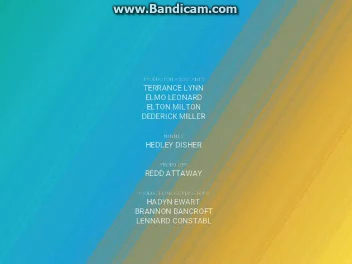 www.Bandicam.com
TERRANCE LYNN
ELMO LEONARD
ELTON MILTON
DEDERICK MILLER
HEDLEY DISHER
REDD ATTAWAY
HADYN EWART
BRANNON BANCROFT
LENNARD CONSTABL